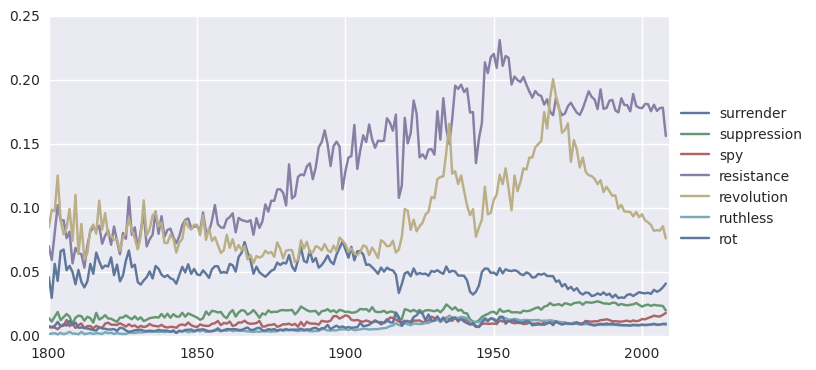 0.25
0.20
0.15
0.10
0.05
0.00
1800
1850
1900
1950
2000
surrender
suppression
spy
resistance
revolution
ruthless
rot